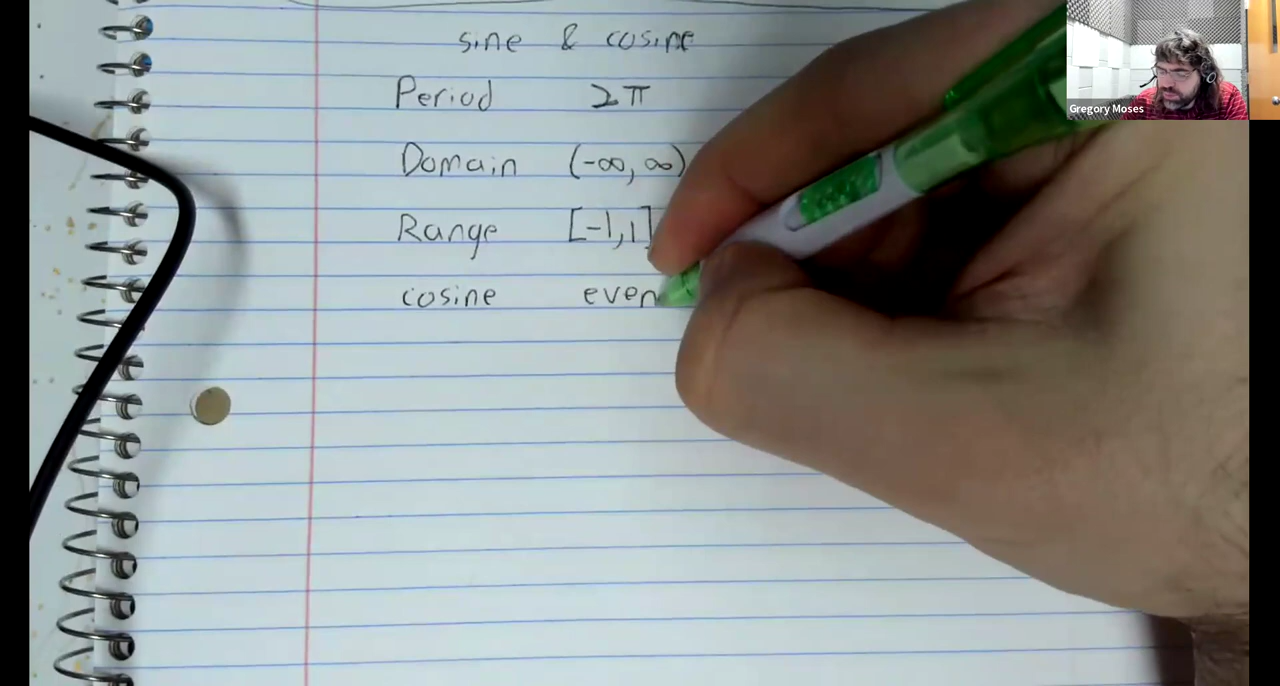 sine & cosine
Gregory Moses
Period 2π
Domain (-∞, ∞)
Range [-1, 1]
cosine even